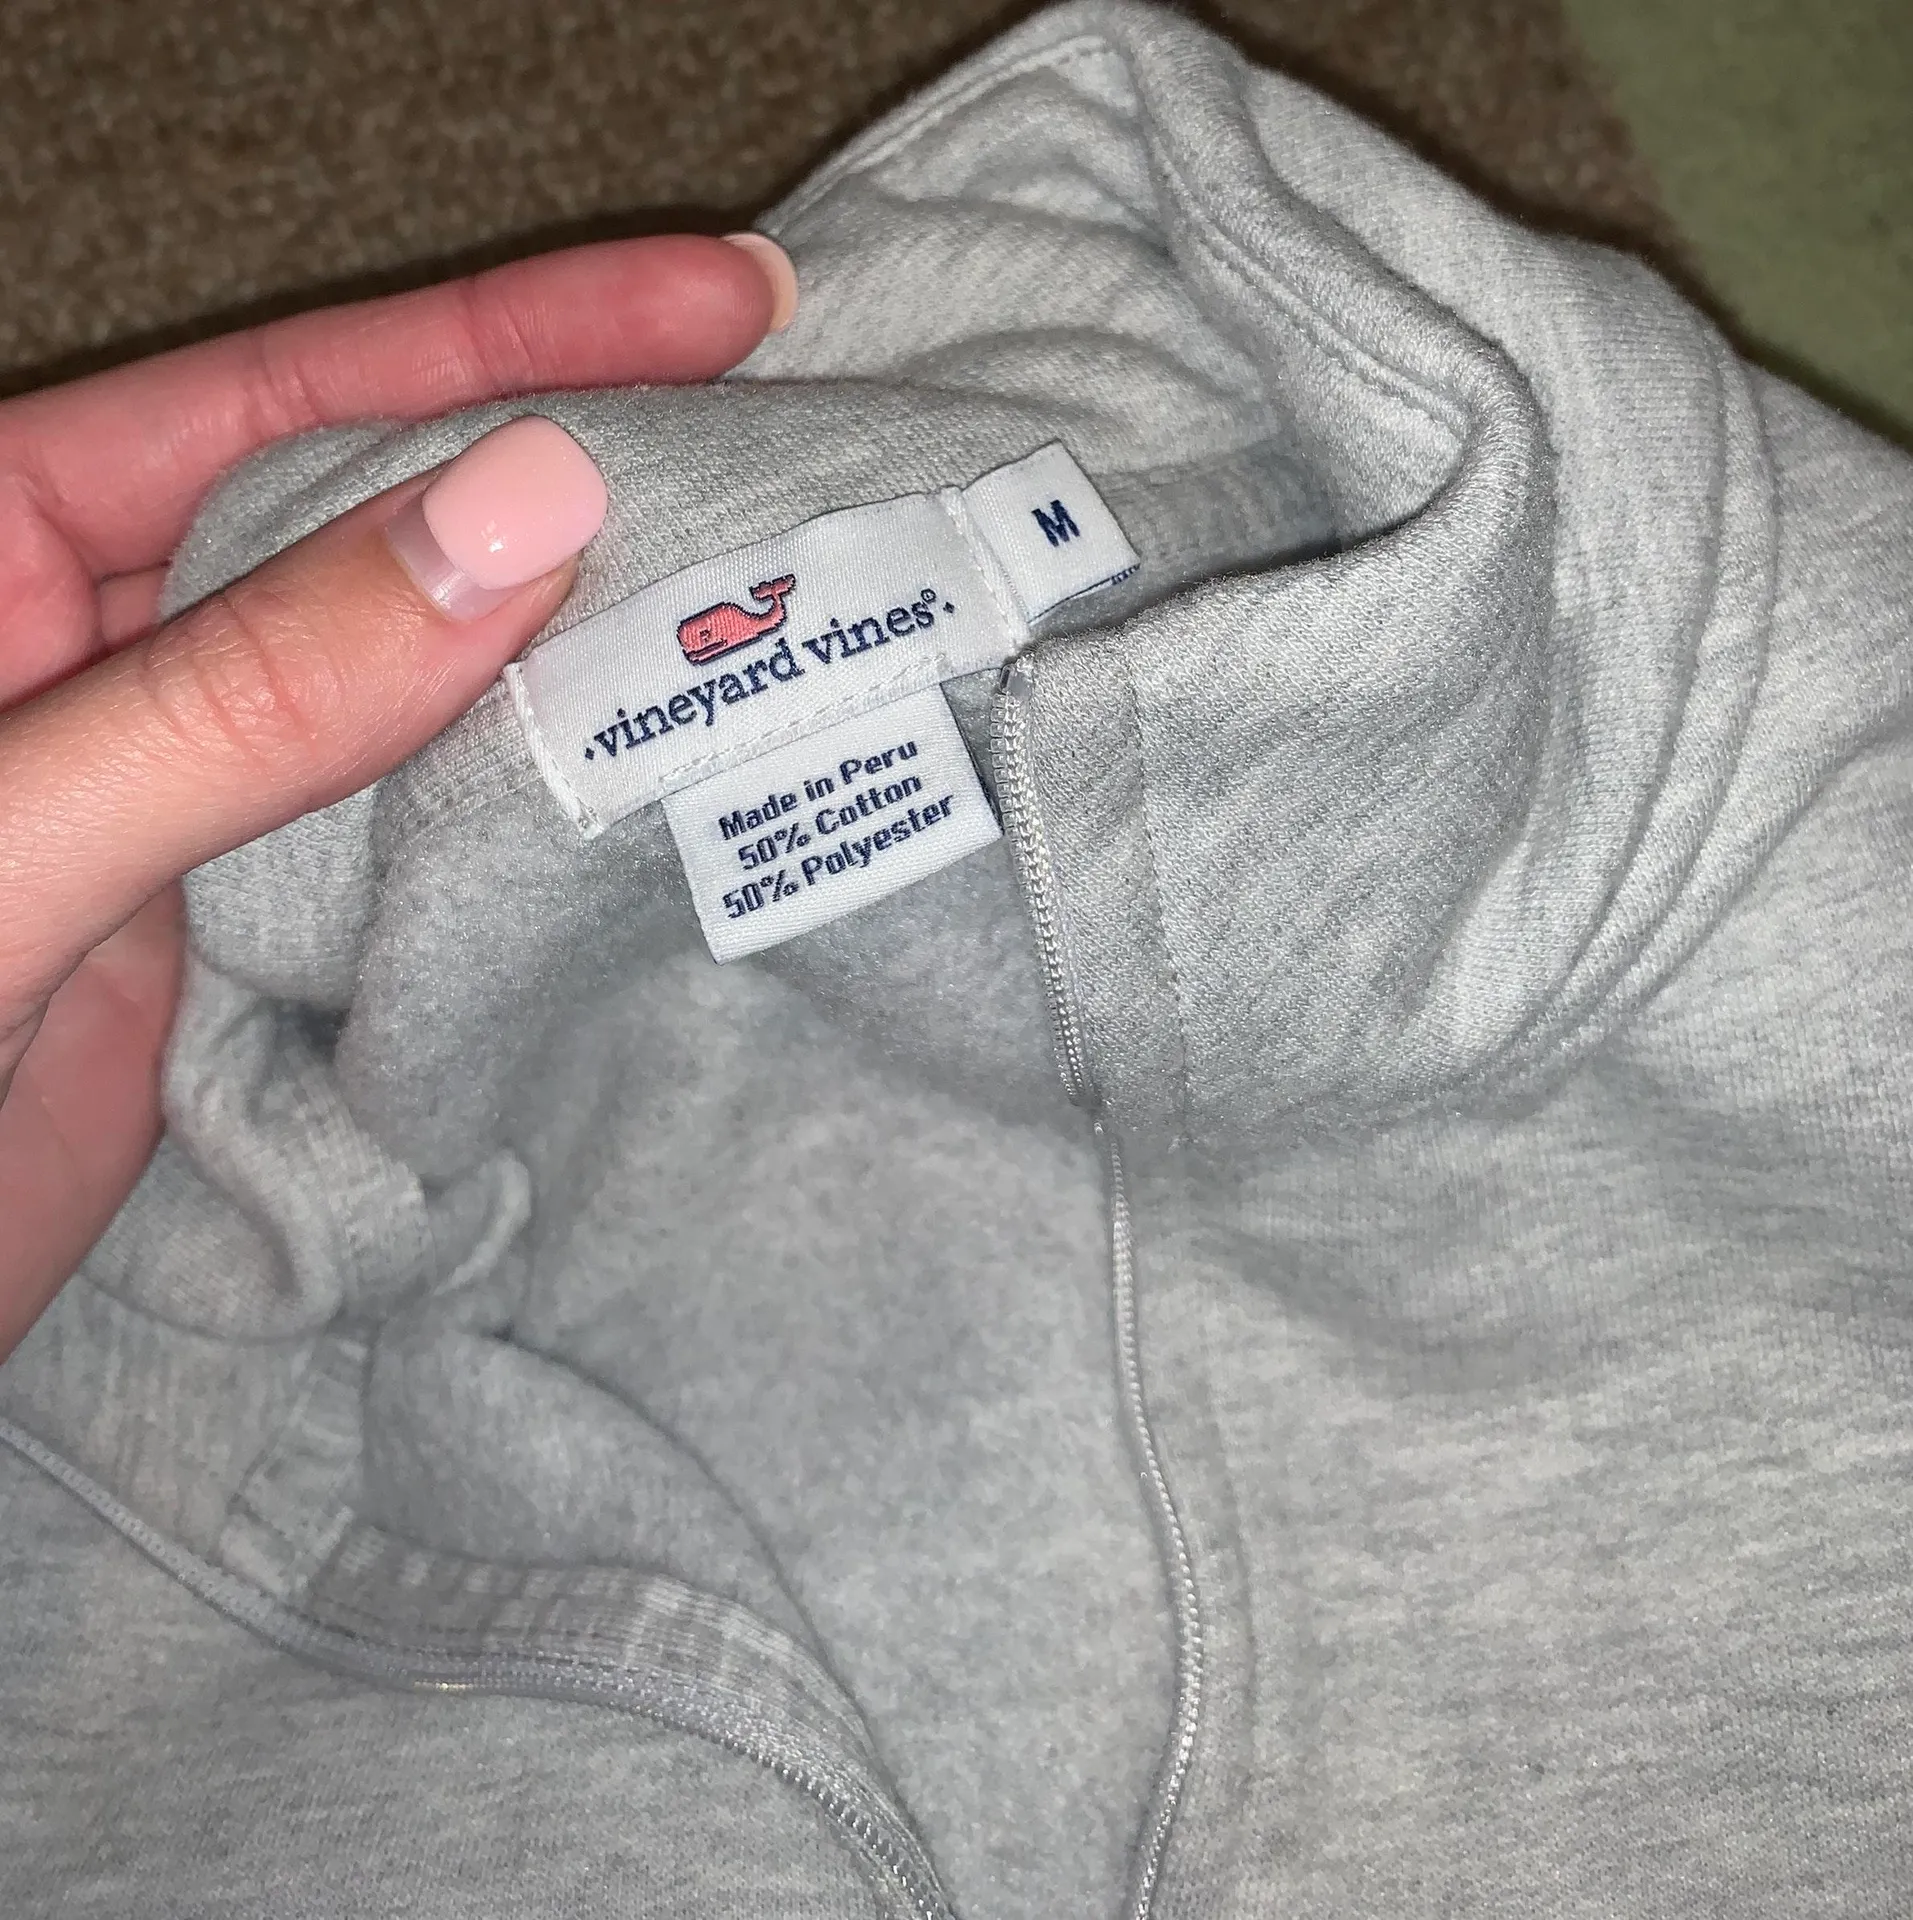 M
·vineyard vines®·
Made in Peru
50% Cotton
50% Polyester